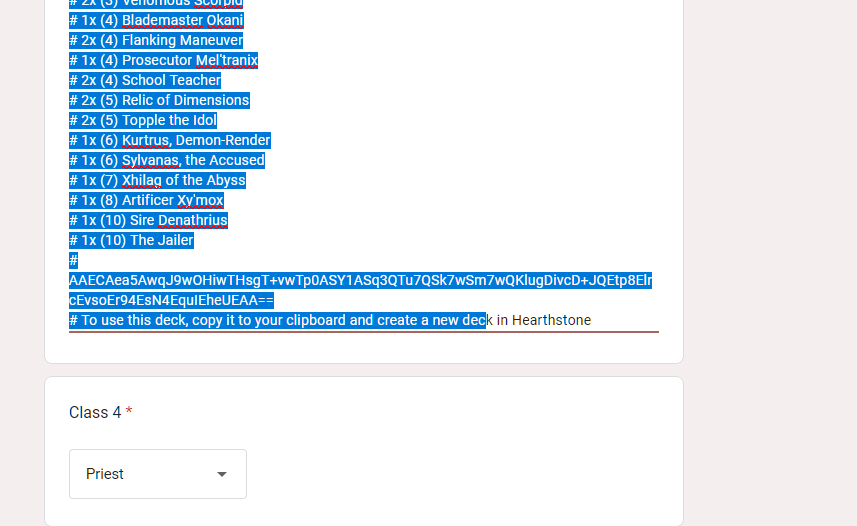 # 2x (3) Venomous Scorpid
# 1x (4) Blademaster Okani
# 2x (4) Flanking Maneuver
# 1x (4) Prosecutor Mel'tranix
# 2x (4) School Teacher
# 2x (5) Relic of Dimensions
# 2x (5) Topple the Idol
# 1x (6) Kurtrus, Demon-Render
# 1x (6) Sylvanas, the Accused
# 1x (7) Xhilag of the Abyss
# 1x (8) Artificer Xy'mox
# 1x (10) Sire Denathrius
# 1x (10) The Jailer
#
AAECAea5AwqJ9wOHiwTHsgT+vwTp0ASY1ASq3QTu7QSk7wSm7wQKlugDivcD+JQEtp8Elr
cEvsoEr94EsN4EquIEheUEAA==
# To use this deck, copy it to your clipboard and create a new deck in Hearthstone
Class 4 *
Priest